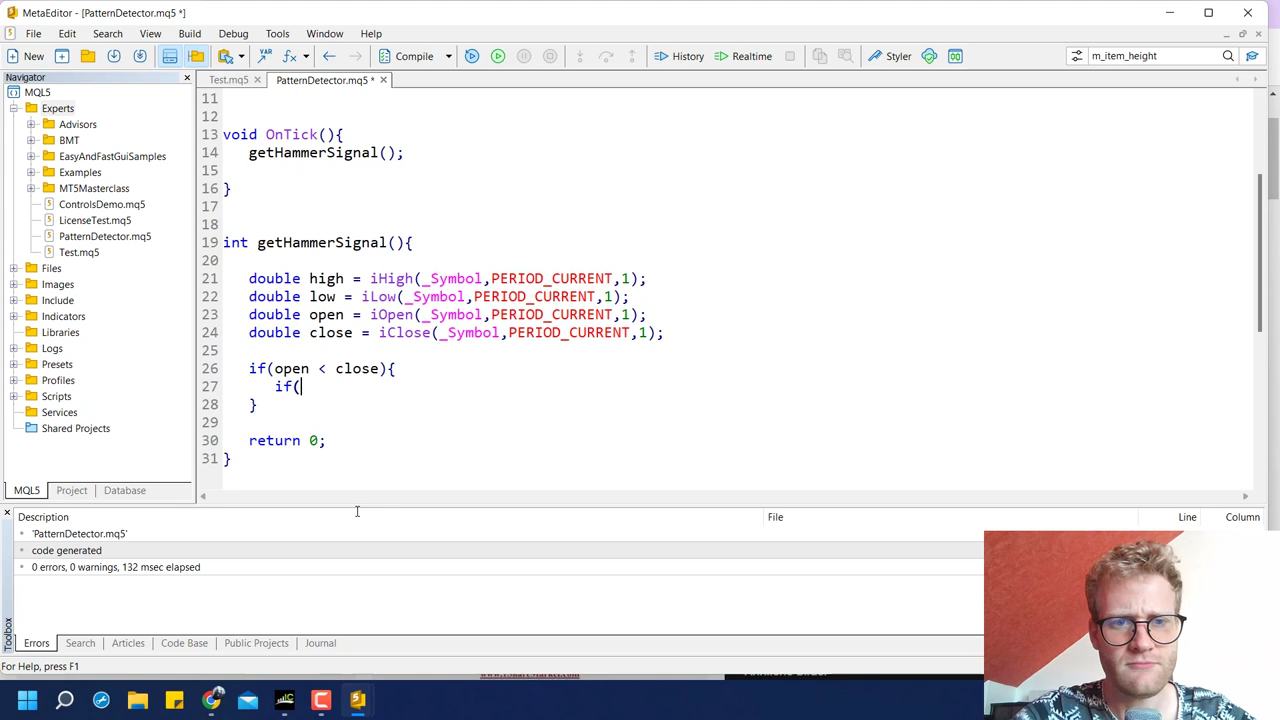 MetaEditor - [PatternDetector.mq5 *]
File Edit Search View Build Debug Tools Window Help
New Compile History Realtime Styler m_item_height
Navigator
Test.mq5 PatternDetector.mq5 *
MQL5
Experts
Advisors
BMT
EasyAndFastGuiSamples
Examples
MT5Masterclass
ControlsDemo.mq5
LicenseTest.mq5
PatternDetector.mq5
Test.mq5
Files
Images
Include
Indicators
Libraries
Logs
Presets
Profiles
Scripts
Services
Shared Projects
MQL5 Project Database
11
12
13 void OnTick(){
14 getHammerSignal();
15
16 }
17
18
19 int getHammerSignal(){
20
21 double high = iHigh(_Symbol,PERIOD_CURRENT,1);
22 double low = iLow(_Symbol,PERIOD_CURRENT,1);
23 double open = iOpen(_Symbol,PERIOD_CURRENT,1);
24 double close = iClose(_Symbol,PERIOD_CURRENT,1);
25
26 if(open < close){
27 if(
28 }
29
30 return 0;
31 }
Description File Line Column
'PatternDetector.mq5'
code generated
0 errors, 0 warnings, 132 msec elapsed
Toolbox
Errors Search Articles Code Base Public Projects Journal
For Help, press F1